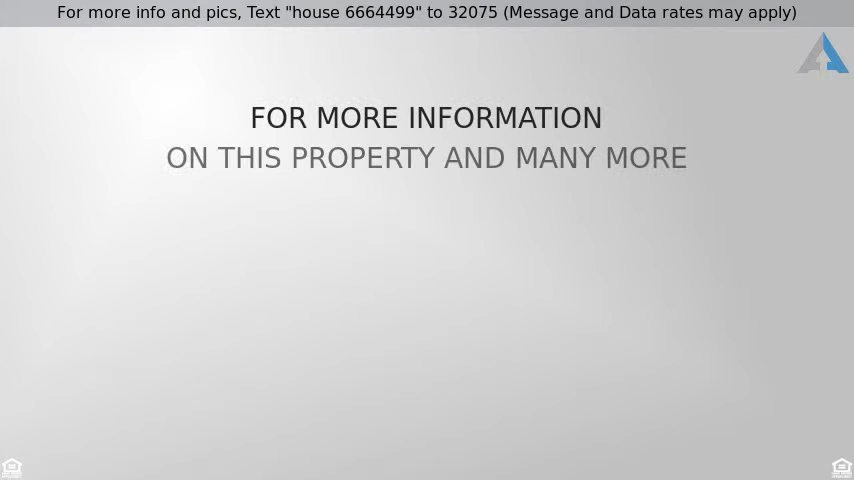 For more info and pics, Text "house 6664499" to 32075 (Message and Data rates may apply)
FOR MORE INFORMATION
ON THIS PROPERTY AND MANY MORE